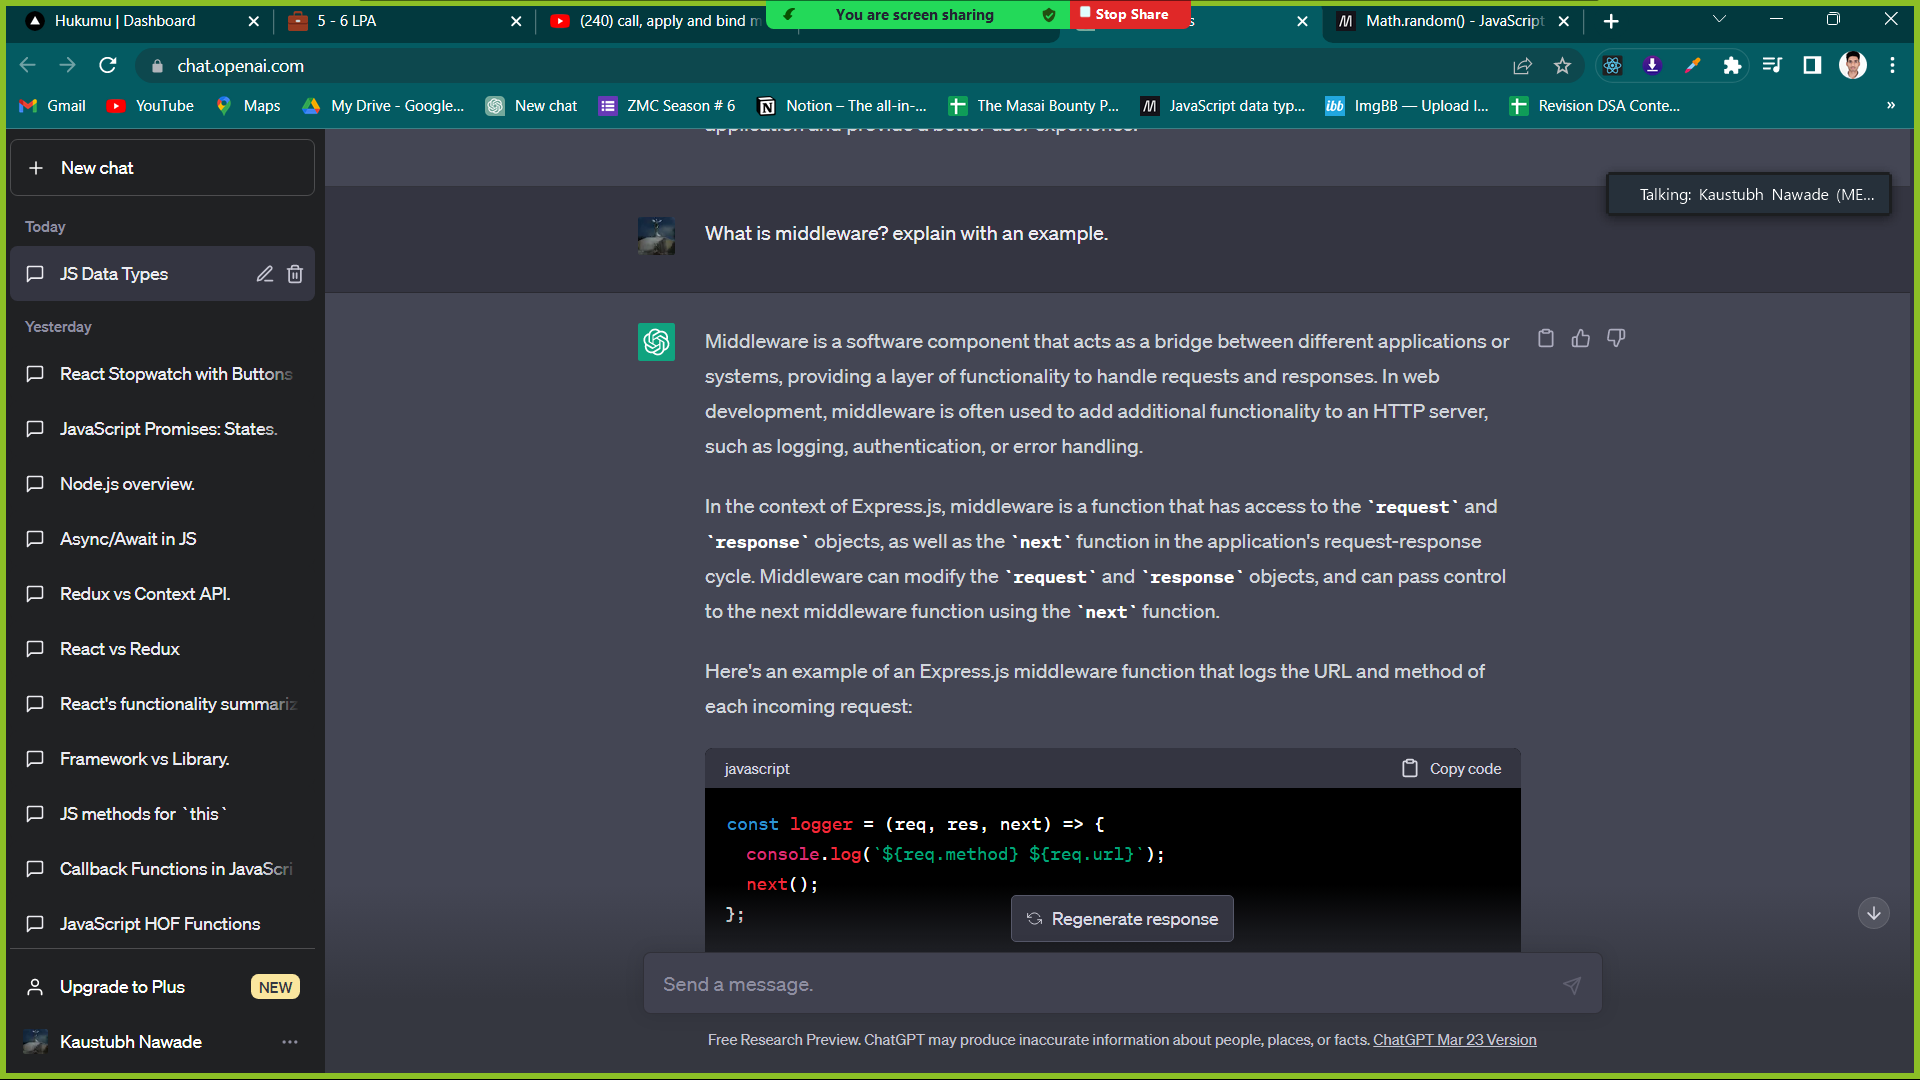 Hukumu | Dashboard
5 - 6 LPA
(240) call, apply and bind m
You are screen sharing
Stop Share
s
Math.random() - JavaScript
chat.openai.com
Gmail
YouTube
Maps
My Drive - Google...
New chat
ZMC Season # 6
Notion – The all-in-...
The Masai Bounty P...
JavaScript data typ...
ibb
ImgBB — Upload I...
Revision DSA Conte...
»
New chat
Today
JS Data Types
Yesterday
React Stopwatch with Buttons
JavaScript Promises: States.
Node.js overview.
Async/Await in JS
Redux vs Context API.
React vs Redux
React's functionality summariz
Framework vs Library.
JS methods for `this`
Callback Functions in JavaScri
JavaScript HOF Functions
Upgrade to Plus
NEW
Kaustubh Nawade
application and provide a better user experience.
Talking: Kaustubh Nawade (ME...
What is middleware? explain with an example.
Middleware is a software component that acts as a bridge between different applications or
systems, providing a layer of functionality to handle requests and responses. In web
development, middleware is often used to add additional functionality to an HTTP server,
such as logging, authentication, or error handling.
In the context of Express.js, middleware is a function that has access to the `request` and
`response` objects, as well as the `next` function in the application's request-response
cycle. Middleware can modify the `request` and `response` objects, and can pass control
to the next middleware function using the `next` function.
Here's an example of an Express.js middleware function that logs the URL and method of
each incoming request:
javascript
Copy code
const logger = (req, res, next) => {
console.log(`${req.method} ${req.url}`);
next();
};
Regenerate response
Send a message.
Free Research Preview. ChatGPT may produce inaccurate information about people, places, or facts. ChatGPT Mar 23 Version